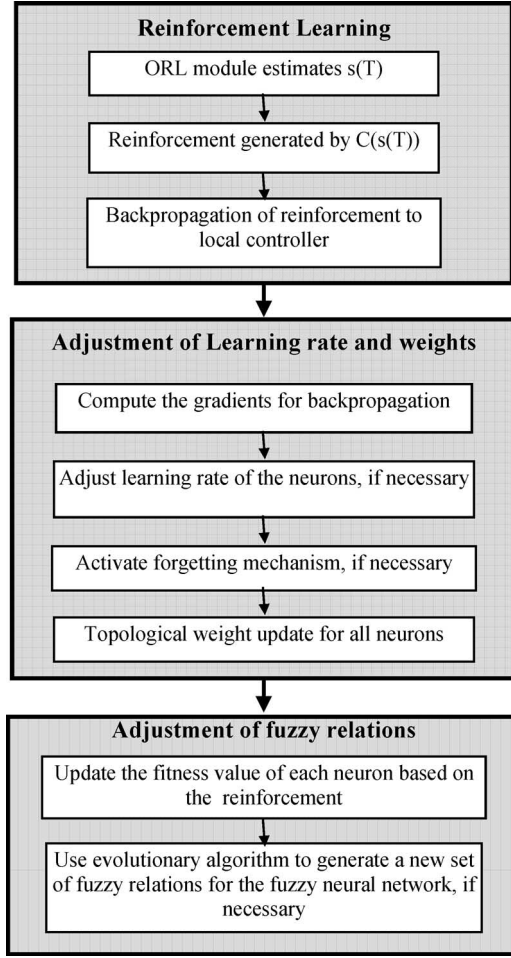 Reinforcement Learning
ORL module estimates s(T)
Reinforcement generated by C(s(T))
Backpropagation of reinforcement to
local controller
Adjustment of Learning rate and weights
Compute the gradients for backpropagation
Adjust learning rate of the neurons, if necessary
Activate forgetting mechanism, if necessary
Topological weight update for all neurons
Adjustment of fuzzy relations
Update the fitness value of each neuron based on
the reinforcement
Use evolutionary algorithm to generate a new set
of fuzzy relations for the fuzzy neural network, if
necessary